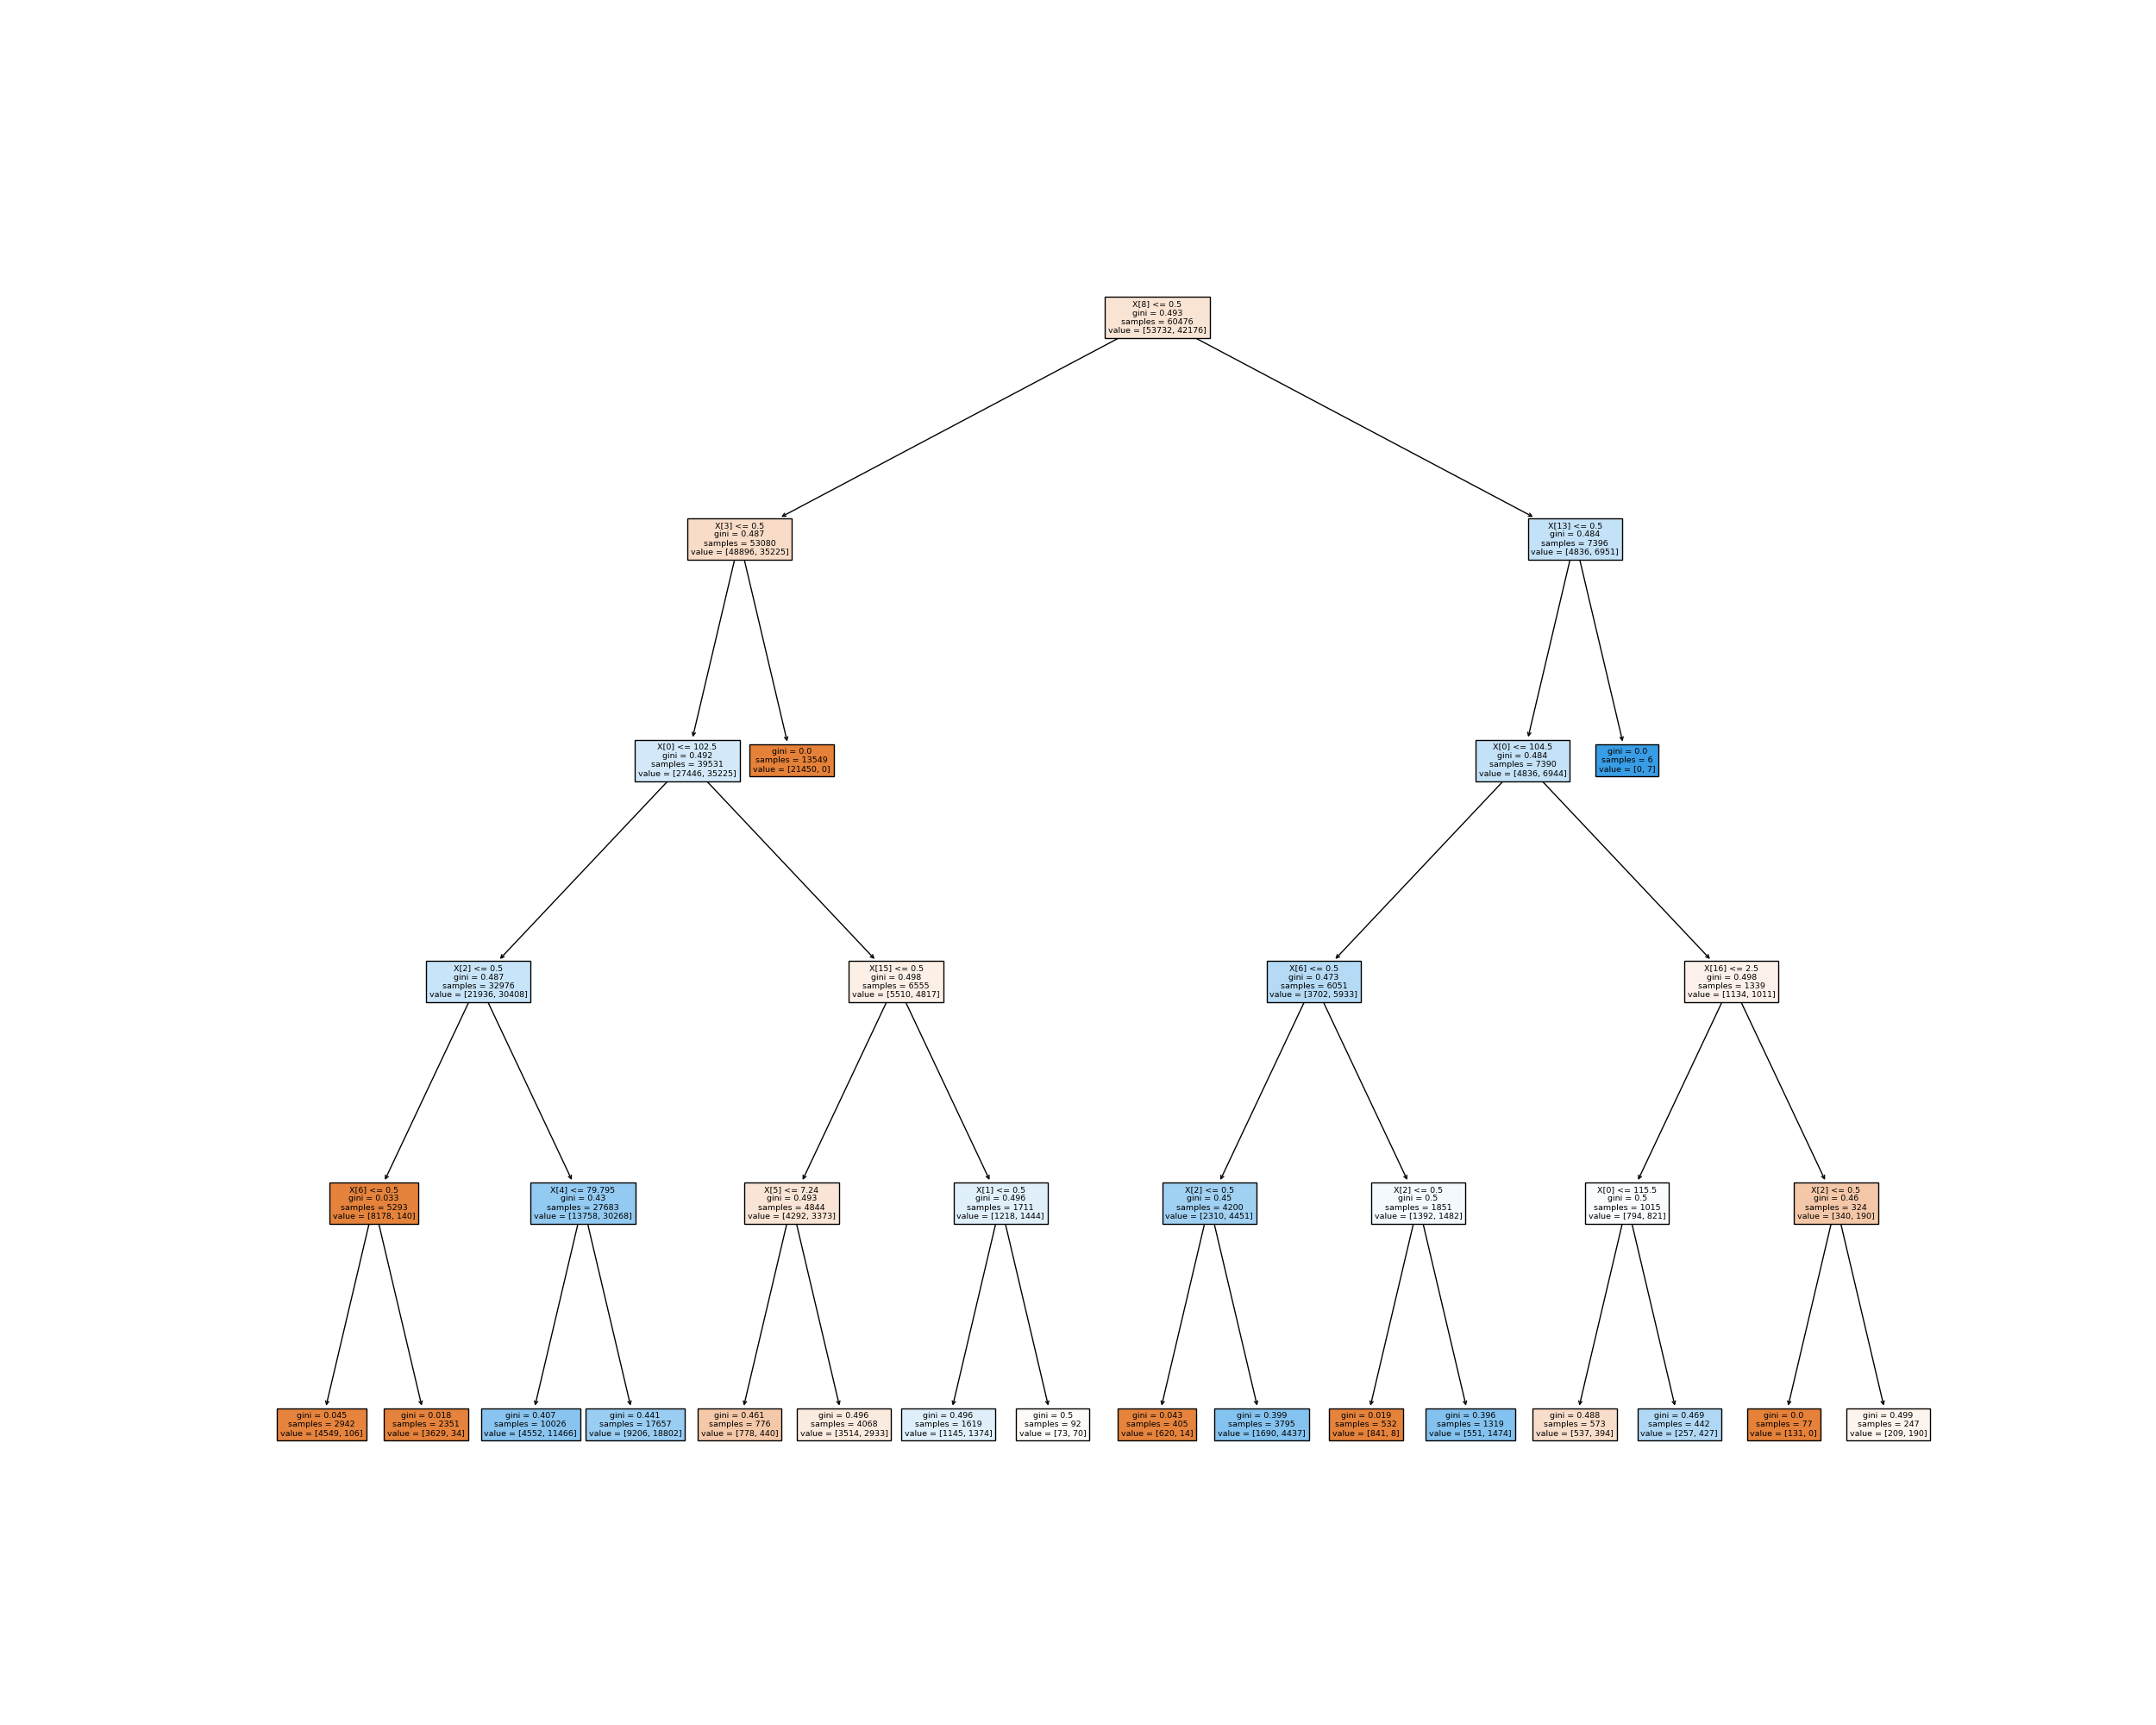 X[8] <= 0.5
gini = 0.493
samples = 60476
value = [53732, 42176]
X[3] <= 0.5
gini = 0.487
samples = 53080
value = [48896, 35225]
X[13] <= 0.5
gini = 0.484
samples = 7396
value = [4836, 6951]
X[0] <= 102.5
gini = 0.492
samples = 39531
value = [27446, 35225]
gini = 0.0
samples = 13549
value = [21450, 0]
X[0] <= 104.5
gini = 0.484
samples = 7390
value = [4836, 6944]
gini = 0.0
samples = 6
value = [0, 7]
X[2] <= 0.5
gini = 0.487
samples = 32976
value = [21936, 30408]
X[15] <= 0.5
gini = 0.498
samples = 6555
value = [5510, 4817]
X[6] <= 0.5
gini = 0.473
samples = 6051
value = [3702, 5933]
X[16] <= 2.5
gini = 0.498
samples = 1339
value = [1134, 1011]
X[6] <= 0.5
gini = 0.033
samples = 5293
value = [8178, 140]
X[4] <= 79.795
gini = 0.43
samples = 27683
value = [13758, 30268]
X[5] <= 7.24
gini = 0.493
samples = 4844
value = [4292, 3373]
X[1] <= 0.5
gini = 0.496
samples = 1711
value = [1218, 1444]
X[2] <= 0.5
gini = 0.45
samples = 4200
value = [2310, 4451]
X[2] <= 0.5
gini = 0.5
samples = 1851
value = [1392, 1482]
X[0] <= 115.5
gini = 0.5
samples = 1015
value = [794, 821]
X[2] <= 0.5
gini = 0.46
samples = 324
value = [340, 190]
gini = 0.045
samples = 2942
value = [4549, 106]
gini = 0.018
samples = 2351
value = [3629, 34]
gini = 0.407
samples = 10026
value = [4552, 11466]
gini = 0.441
samples = 17657
value = [9206, 18802]
gini = 0.461
samples = 776
value = [778, 440]
gini = 0.496
samples = 4068
value = [3514, 2933]
gini = 0.496
samples = 1619
value = [1145, 1374]
gini = 0.5
samples = 92
value = [73, 70]
gini = 0.043
samples = 405
value = [620, 14]
gini = 0.399
samples = 3795
value = [1690, 4437]
gini = 0.019
samples = 532
value = [841, 8]
gini = 0.396
samples = 1319
value = [551, 1474]
gini = 0.488
samples = 573
value = [537, 394]
gini = 0.469
samples = 442
value = [257, 427]
gini = 0.0
samples = 77
value = [131, 0]
gini = 0.499
samples = 247
value = [209, 190]